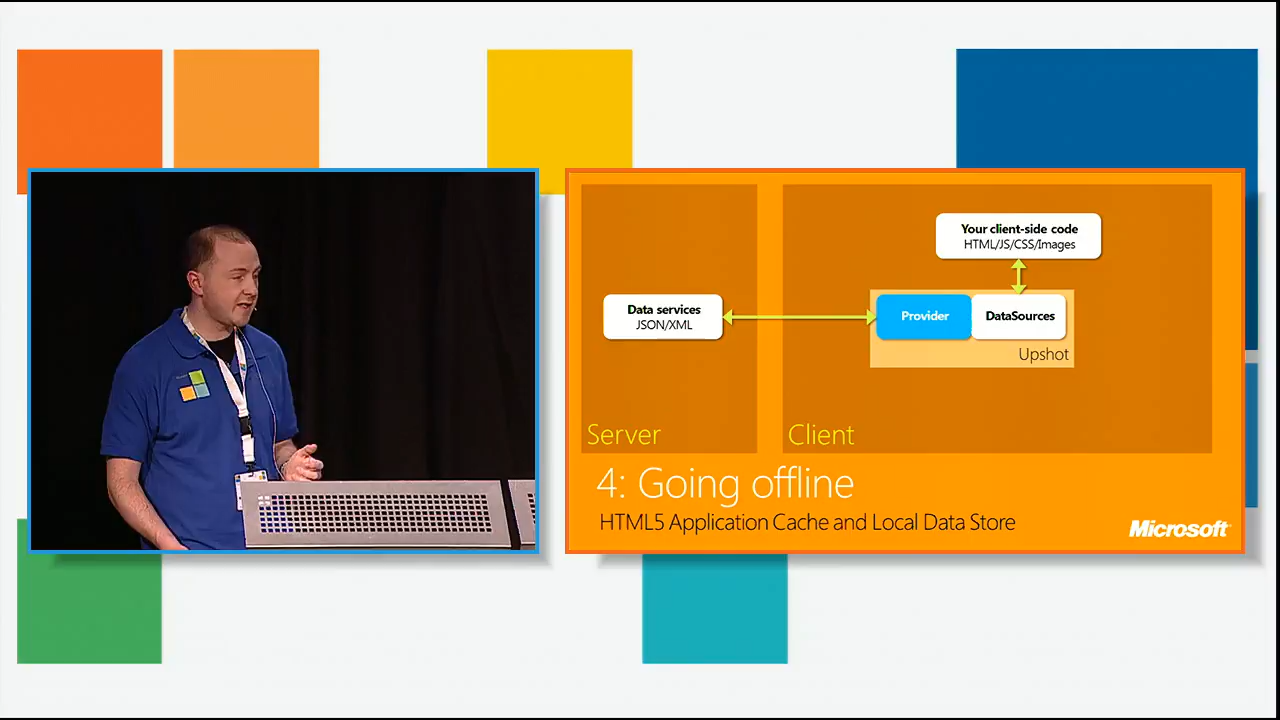 Your client-side code
HTML/JS/CSS/Images
Data services
JSON/XML
Provider
DataSources
Upshot
Server
Client
4: Going offline
HTML5 Application Cache and Local Data Store
Microsoft